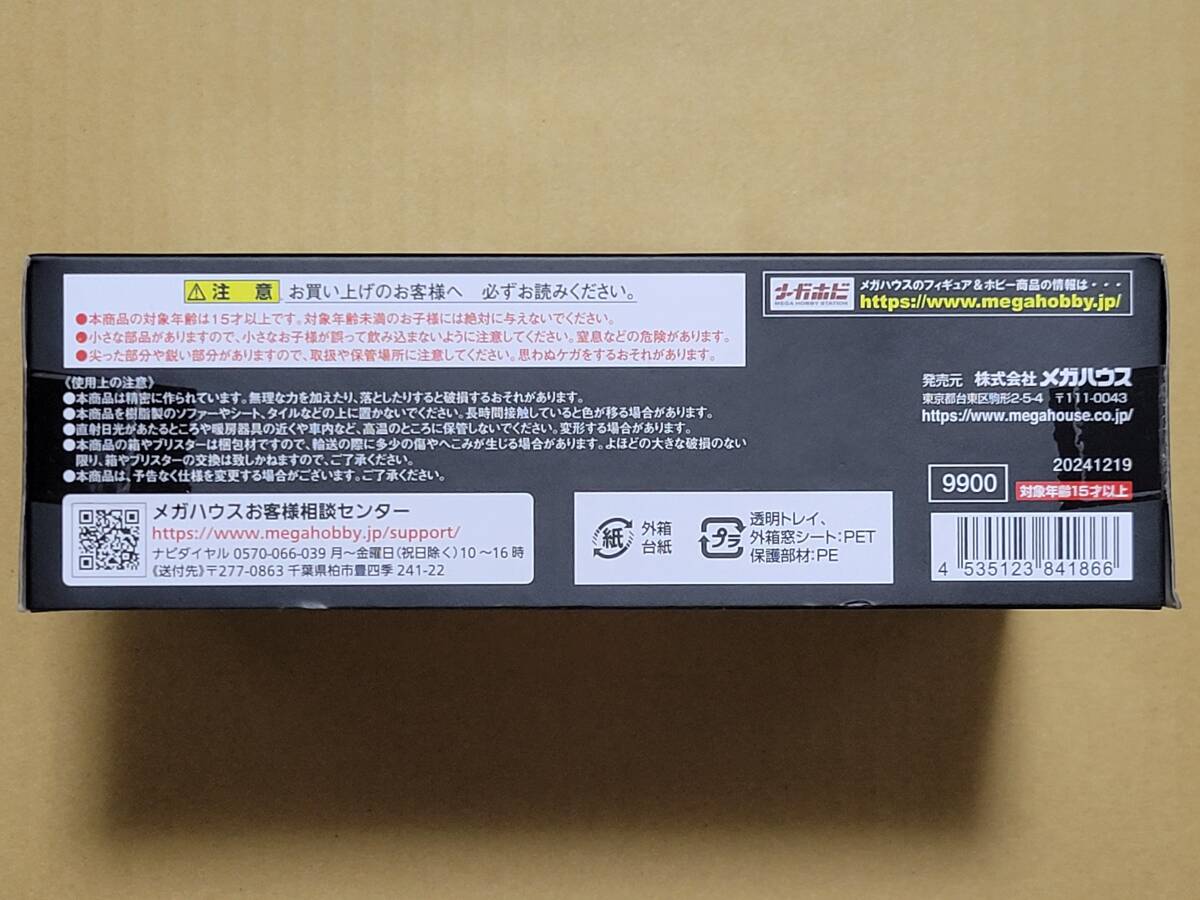 注意 お買い上げのお客様へ 必ずお読みください。
●本商品の対象年齢は15才以上です。対象年齢未満のお子様には絶対に与えないでください。
●小さな部品がありますので、小さなお子様が誤って飲み込まないように注意してください。窒息などの危険があります。
●尖った部分や鋭い部分がありますので、取扱や保管場所に注意してください。思わぬケガをするおそれがあります。
《使用上の注意》
●本商品は精密に作られています。無理な力を加えたり、落としたりすると破損するおそれがあります。
●本商品を樹脂製のソファーやシート、タイルなどの上に置かないでください。長時間接触していると色が移る場合があります。
●直射日光があたるところや暖房器具の近くや車内など、高温のところに保管しないでください。変形する場合があります。
●本商品の箱やブリスターは梱包材ですので、輸送の際に多少の傷やへこみが生じる場合があります。よほどの大きな破損のない
限り、箱やブリスターの交換は致しかねますので、ご了承ください。
●本商品は、予告なく仕様を変更する場合がございます。ご了承ください。
メガハウスお客様相談センター
https://www.megahobby.jp/support/
ナビダイヤル 0570-066-039 月～金曜日(祝日除く)10～16時
《送付先》〒277-0863 千葉県柏市豊四季241-22
紙 外箱
台紙
プラ 透明トレイ、
外箱窓シート:PET
保護部材:PE
メガホビ
MEGA HOBBY STATION
メガハウスのフィギュア&ホビー商品の情報は・・・
https://www.megahobby.jp/
発売元 株式会社 メガハウス
東京都台東区駒形2-5-4 〒111-0043
https://www.megahouse.co.jp/
20241219
9900
対象年齢15才以上
4 535123 841866